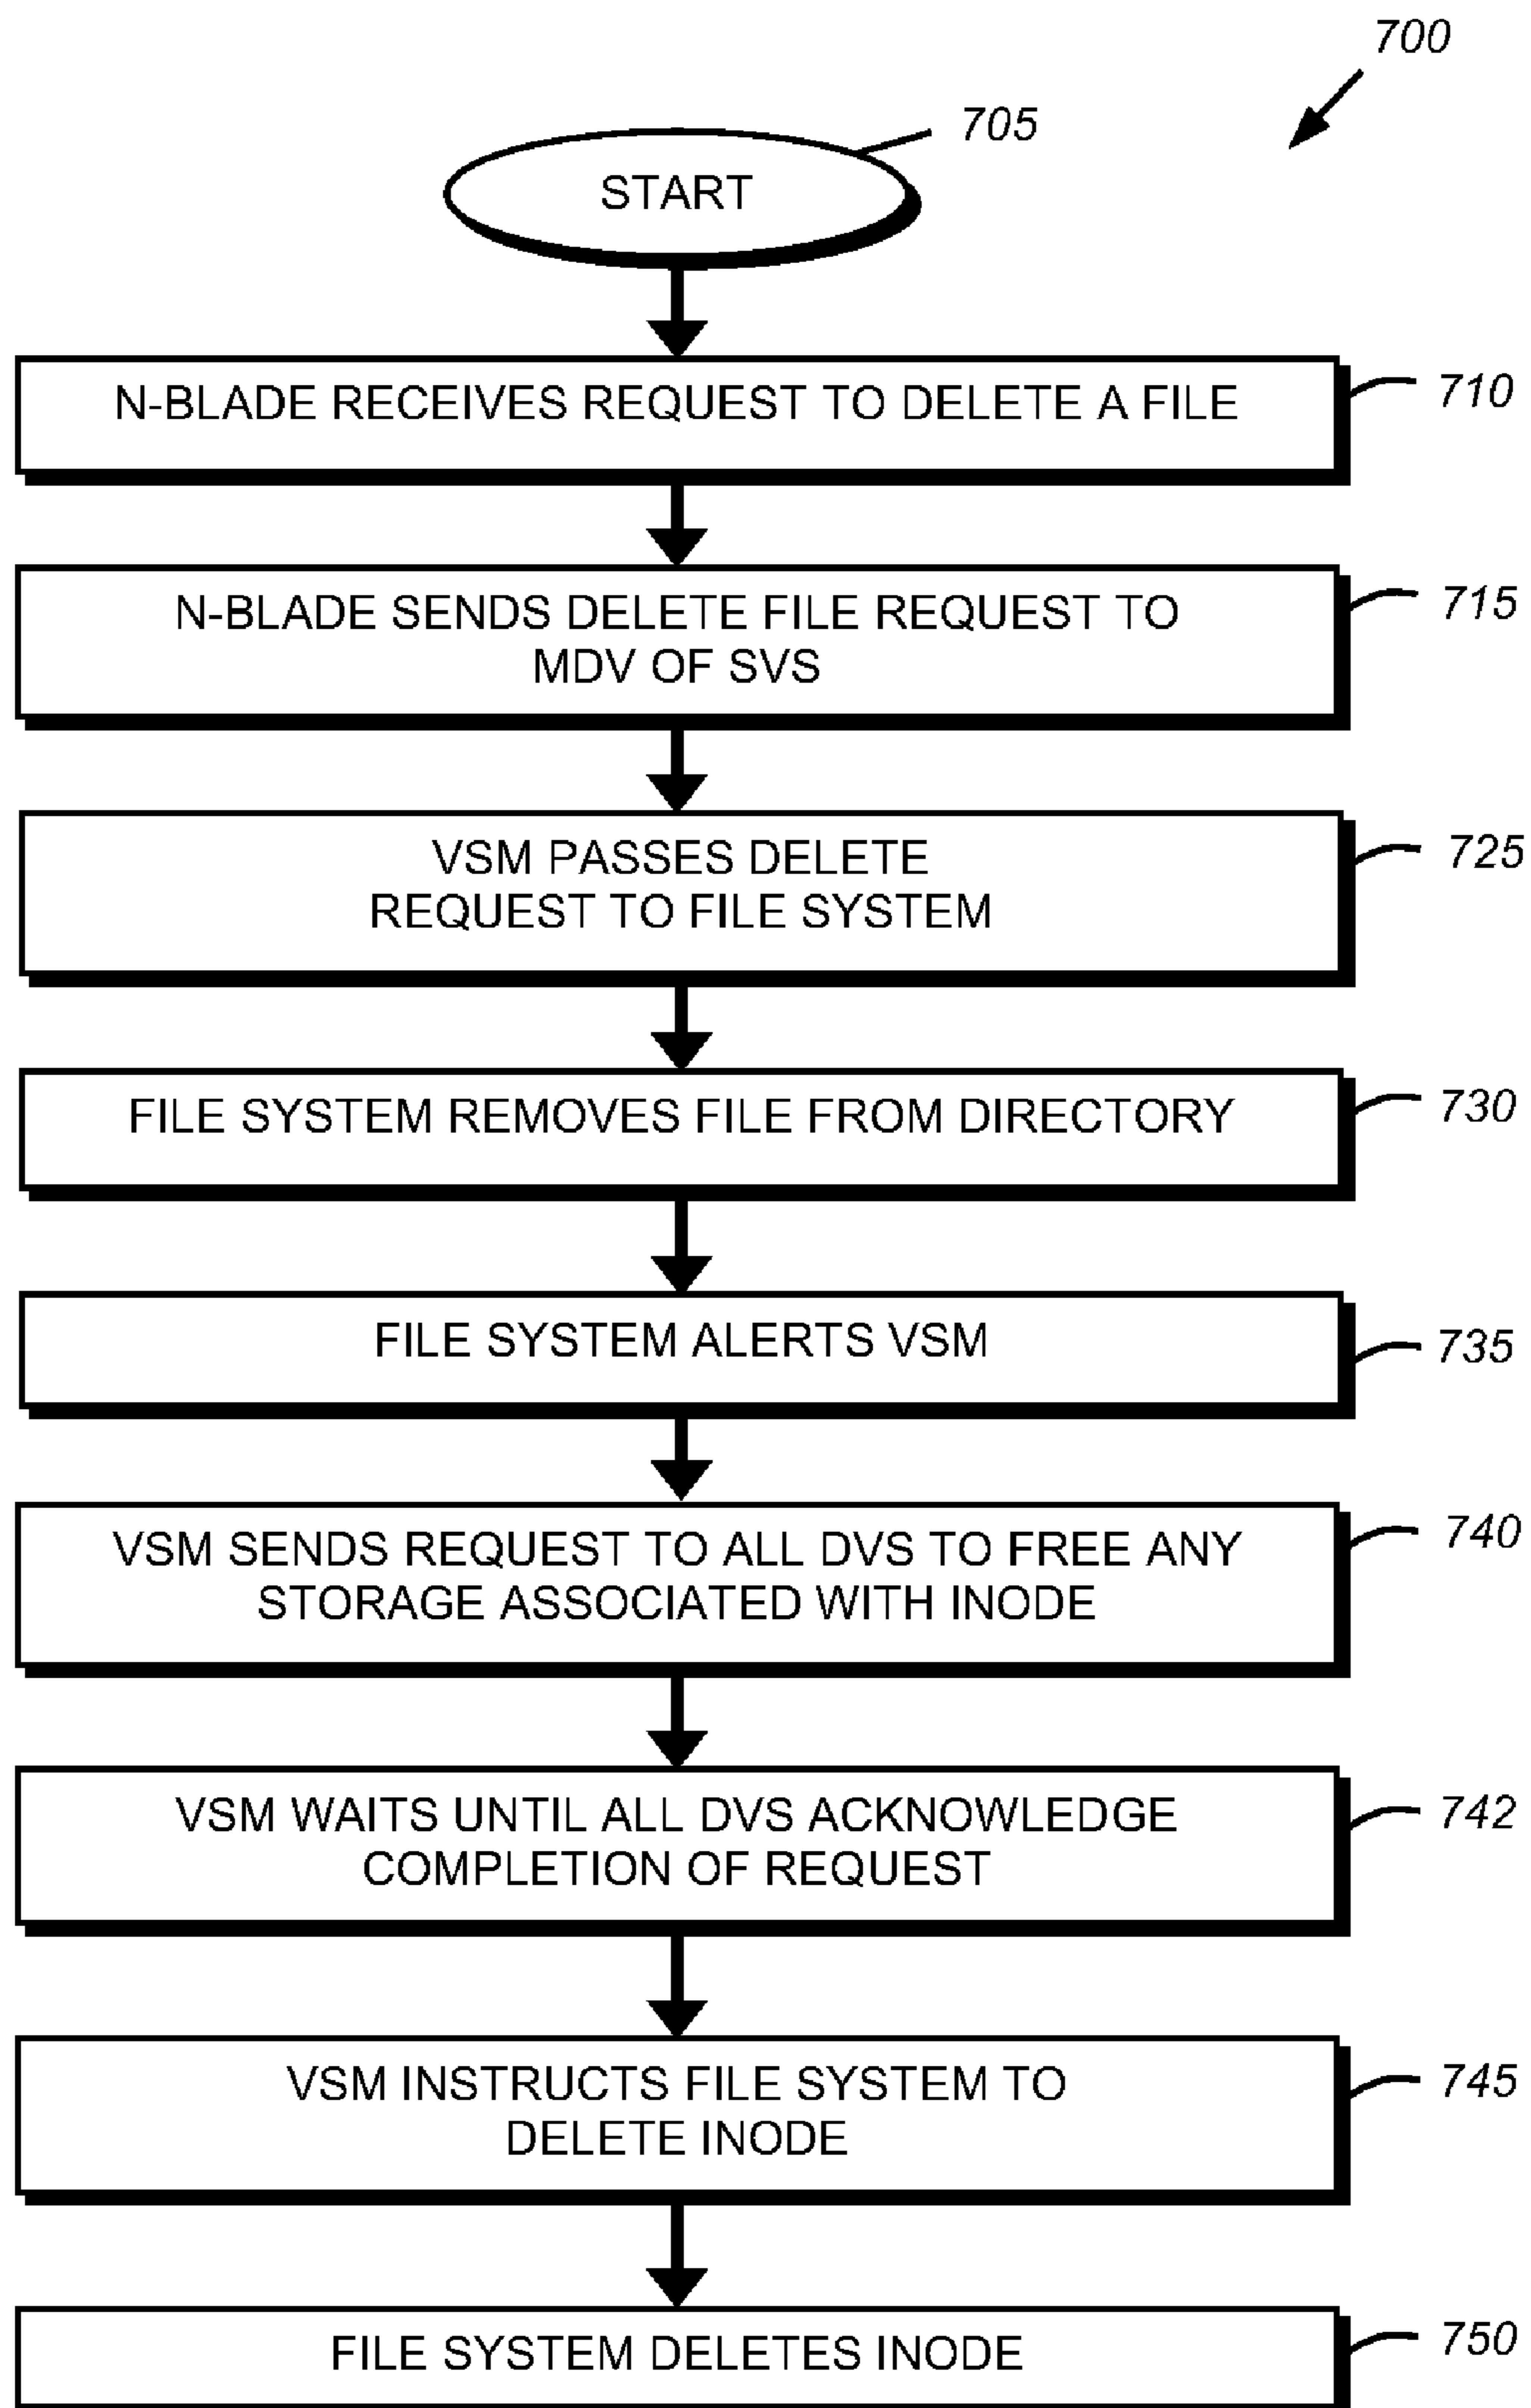 700
705
START
N-BLADE RECEIVES REQUEST TO DELETE A FILE
710
N-BLADE SENDS DELETE FILE REQUEST TO
MDV OF SVS
715
VSM PASSES DELETE
REQUEST TO FILE SYSTEM
725
FILE SYSTEM REMOVES FILE FROM DIRECTORY
730
FILE SYSTEM ALERTS VSM
735
VSM SENDS REQUEST TO ALL DVS TO FREE ANY
STORAGE ASSOCIATED WITH INODE
740
VSM WAITS UNTIL ALL DVS ACKNOWLEDGE
COMPLETION OF REQUEST
742
VSM INSTRUCTS FILE SYSTEM TO
DELETE INODE
745
FILE SYSTEM DELETES INODE
750